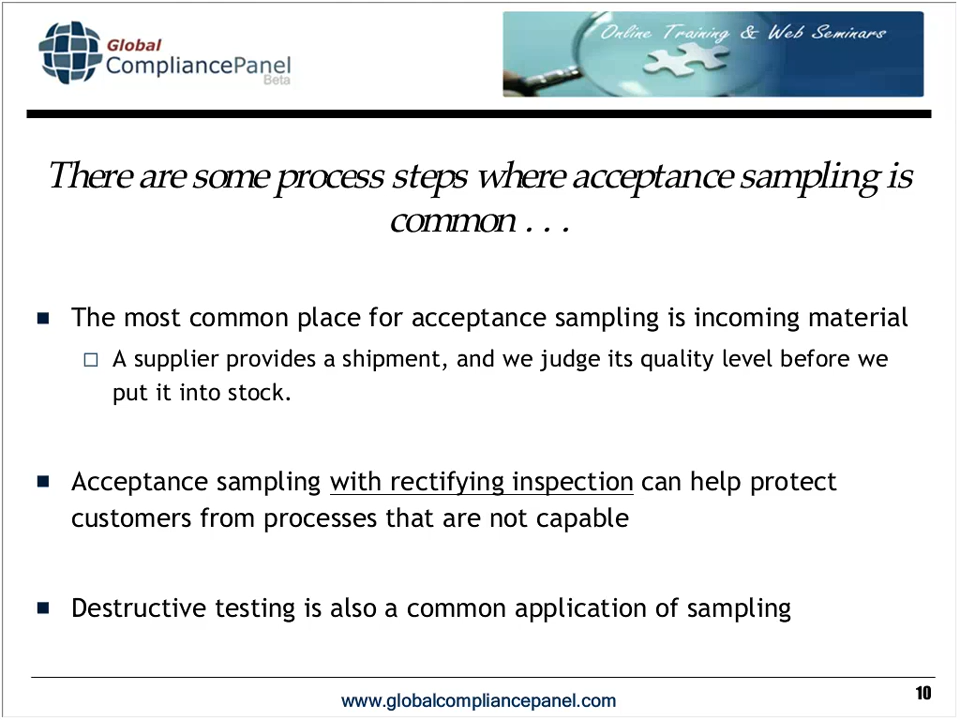 Global
CompliancePanel
Beta
Online Training & Web Seminars
There are some process steps where acceptance sampling is
common . . .
The most common place for acceptance sampling is incoming material
A supplier provides a shipment, and we judge its quality level before we
put it into stock.
Acceptance sampling with rectifying inspection can help protect
customers from processes that are not capable
Destructive testing is also a common application of sampling
www.globalcompliancepanel.com
10